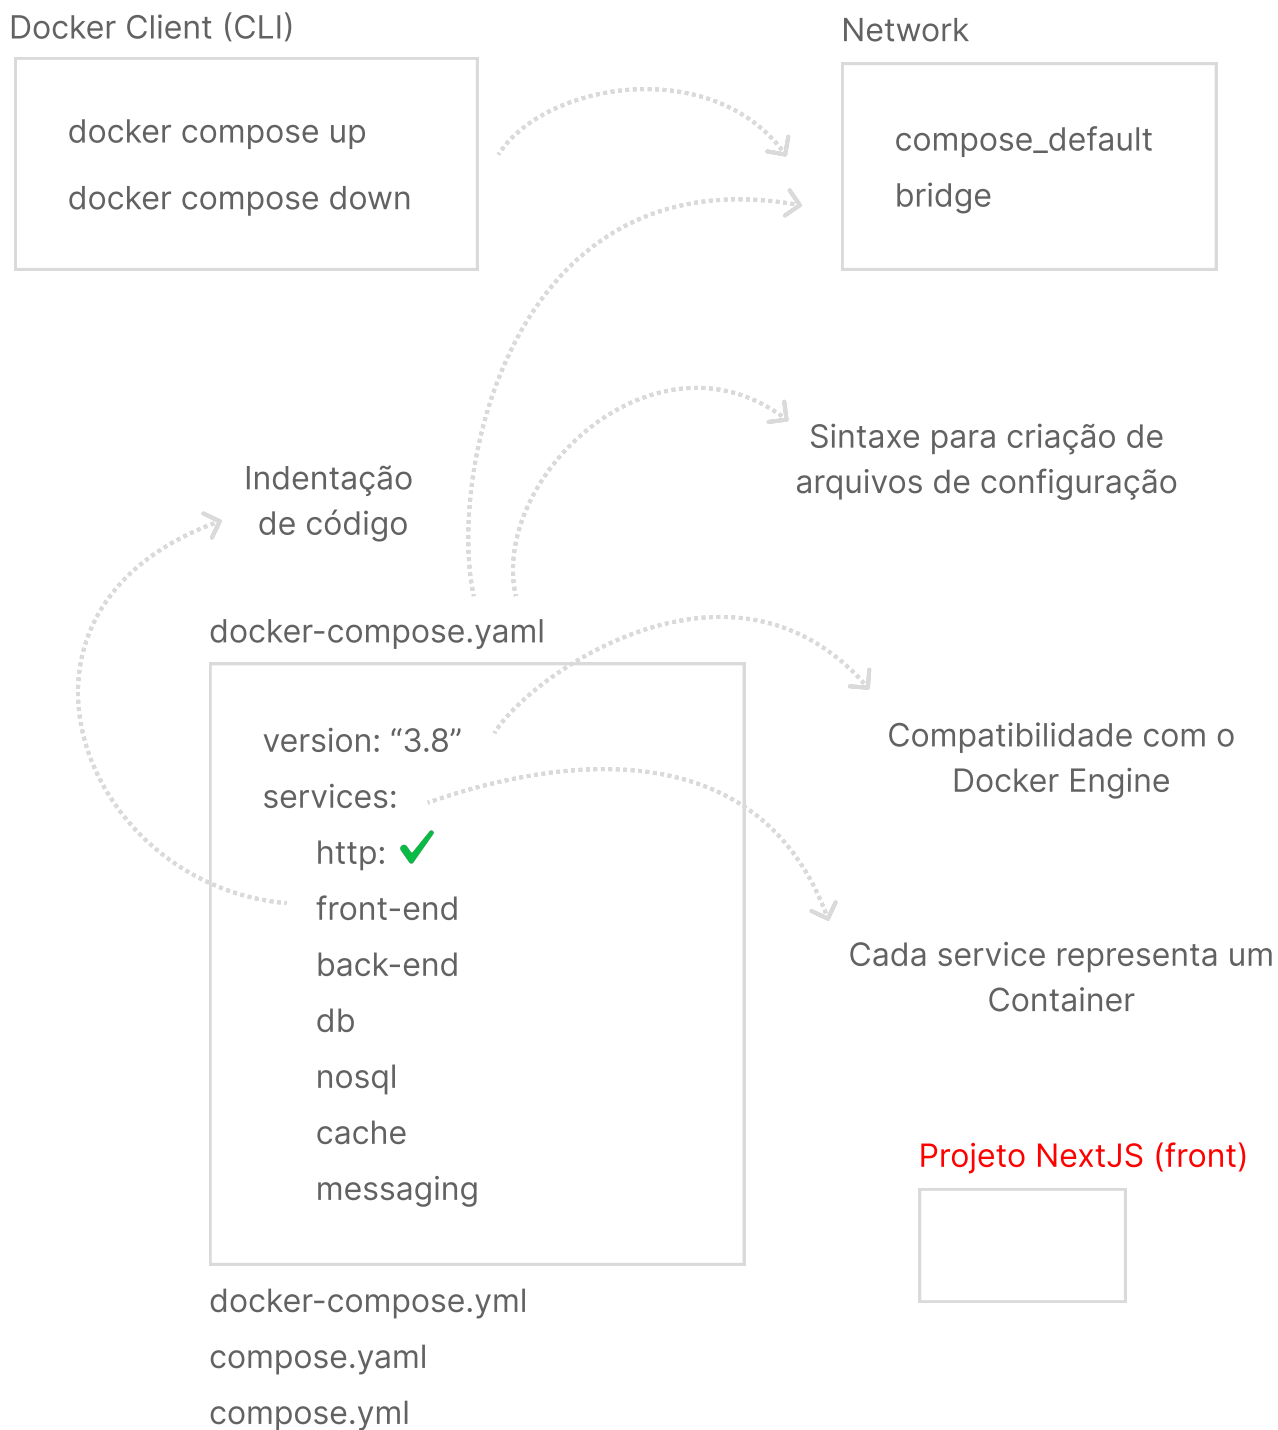 Docker Client (CLI)
docker compose up
docker compose down
Network
compose_default
bridge
Sintaxe para criação de
arquivos de configuração
Indentação
de código
docker-compose.yaml
version: “3.8”
services:
http:
front-end
back-end
db
nosql
cache
messaging
Compatibilidade com o
Docker Engine
Cada service representa um
Container
Projeto NextJS (front)
docker-compose.yml
compose.yaml
compose.yml